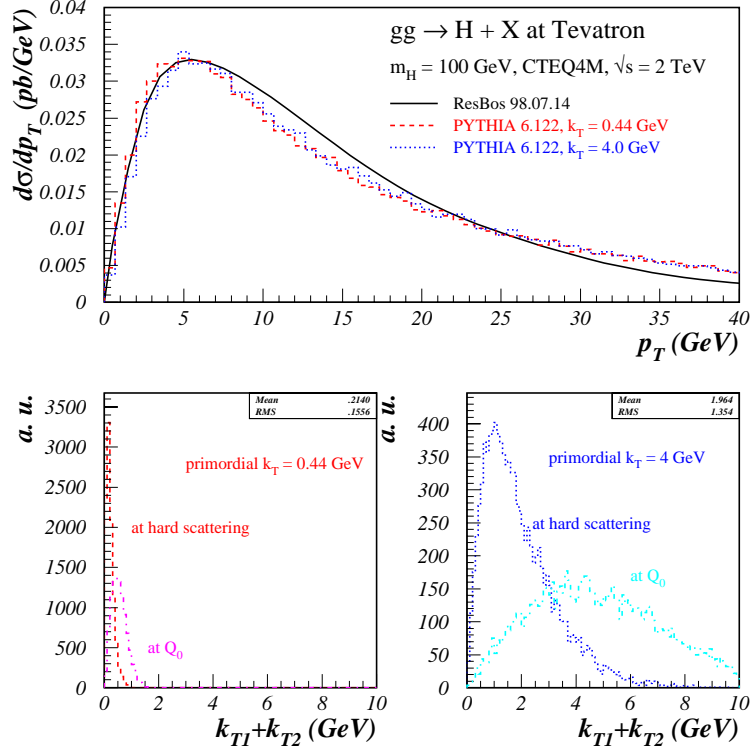 gg → H + X at Tevatron
m_H = 100 GeV, CTEQ4M, √s = 2 TeV
ResBos 98.07.14
PYTHIA 6.122, k_T = 0.44 GeV
PYTHIA 6.122, k_T = 4.0 GeV
dσ/dp_T (pb/GeV)
0.04
0.035
0.03
0.025
0.02
0.015
0.01
0.005
0
0 5 10 15 20 25 30 35 40
p_T (GeV)
a. u.
Mean .2140
RMS .1556
primordial k_T = 0.44 GeV
at hard scattering
at Q_0
3500
3000
2500
2000
1500
1000
500
0
0 2 4 6 8 10
k_T1+k_T2 (GeV)
a. u.
Mean 1.964
RMS 1.354
primordial k_T = 4 GeV
at hard scattering
at Q_0
400
350
300
250
200
150
100
50
0
0 2 4 6 8 10
k_T1+k_T2 (GeV)